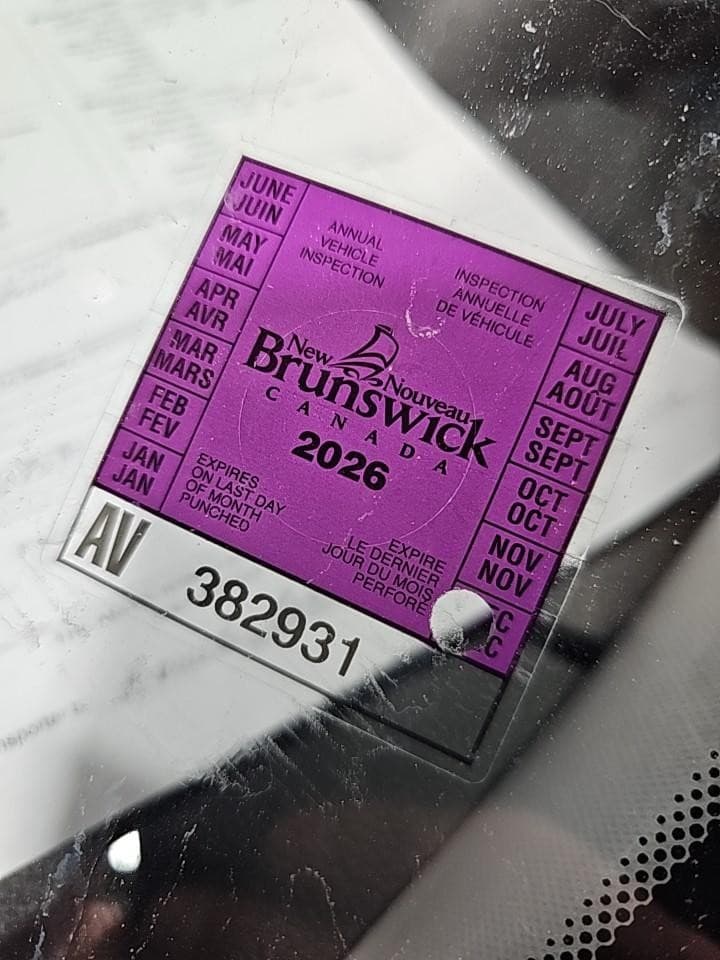 JUNE
JUIN
MAY
MAI
APR
AVR
MAR
MARS
FEB
FEV
JAN
JAN
ANNUAL
VEHICLE
INSPECTION
INSPECTION
ANNUELLE
DE VÉHICULE
New Nouveau
Brunswick
CANADA
2026
EXPIRES
ON LAST DAY
OF MONTH
PUNCHED
EXPIRE
LE DERNIER
JOUR DU MOIS
PERFORÉ
JULY
JUIL
AUG
AOÛT
SEPT
SEPT
OCT
OCT
NOV
NOV
C
C
AV
382931